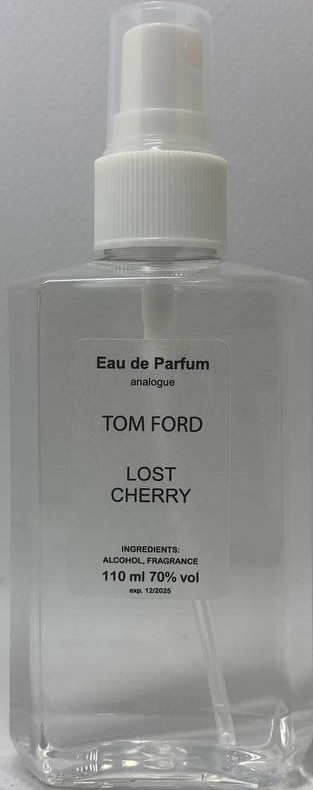 Eau de Parfum
analogue
TOM FORD
LOST
CHERRY
INGREDIENTS:
ALCOHOL, FRAGRANCE
110 ml 70% vol
exp. 12/2025